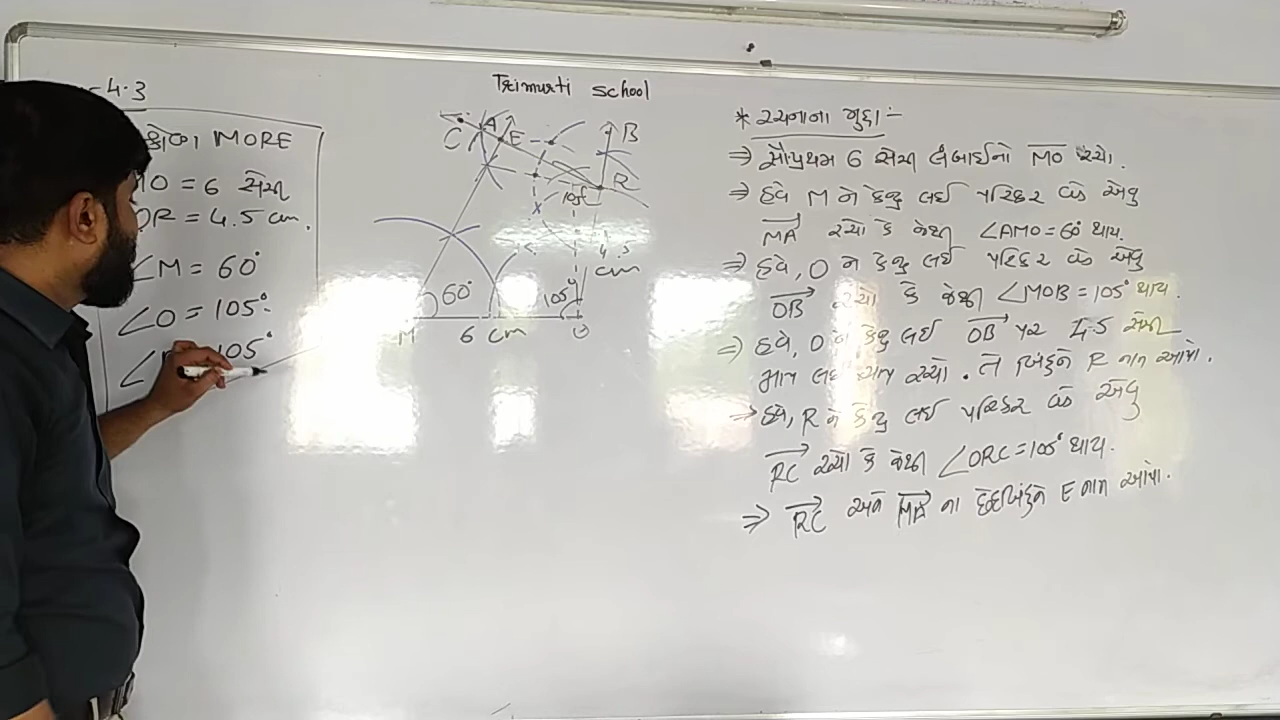 Trimurti school
-4.3
MORE
MO = 6 સેમી
OR = 4.5 cm
∠M = 60°
∠O = 105°
105°
C A E B
R
105°
4.5
cm
60° 105°
M 6 cm O
* રચનાના મુદ્દા :-
⇒ સૌપ્રથમ 6 સેમી લંબાઈનો MO રચો.
⇒ હવે M ને કેન્દ્ર લઈ પરિકર વડે એવું
MA રચો કે જેથી ∠AMO = 60° થાય.
⇒ હવે, O ને કેન્દ્ર લઈ પરિકર વડે એવું
OB રચો કે જેથી ∠MOB = 105° થાય.
⇒ હવે, O ને કેન્દ્ર લઈ OB પર 4.5 સેમી
માપ લઈ ચાપ રચો. તે બિંદુને R નામ આપો.
⇒ હવે, R ને કેન્દ્ર લઈ પરિકર વડે એવું
RC રચો કે જેથી ∠ORC = 105° થાય.
⇒ RC અને MA ના છેદબિંદુને E નામ આપો.